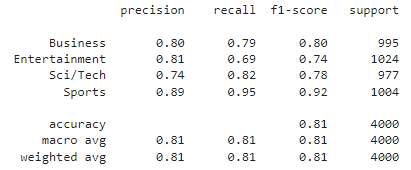 precision recall f1-score support
Business 0.80 0.79 0.80 995
Entertainment 0.81 0.69 0.74 1024
Sci/Tech 0.74 0.82 0.78 977
Sports 0.89 0.95 0.92 1004
accuracy 0.81 4000
macro avg 0.81 0.81 0.81 4000
weighted avg 0.81 0.81 0.81 4000